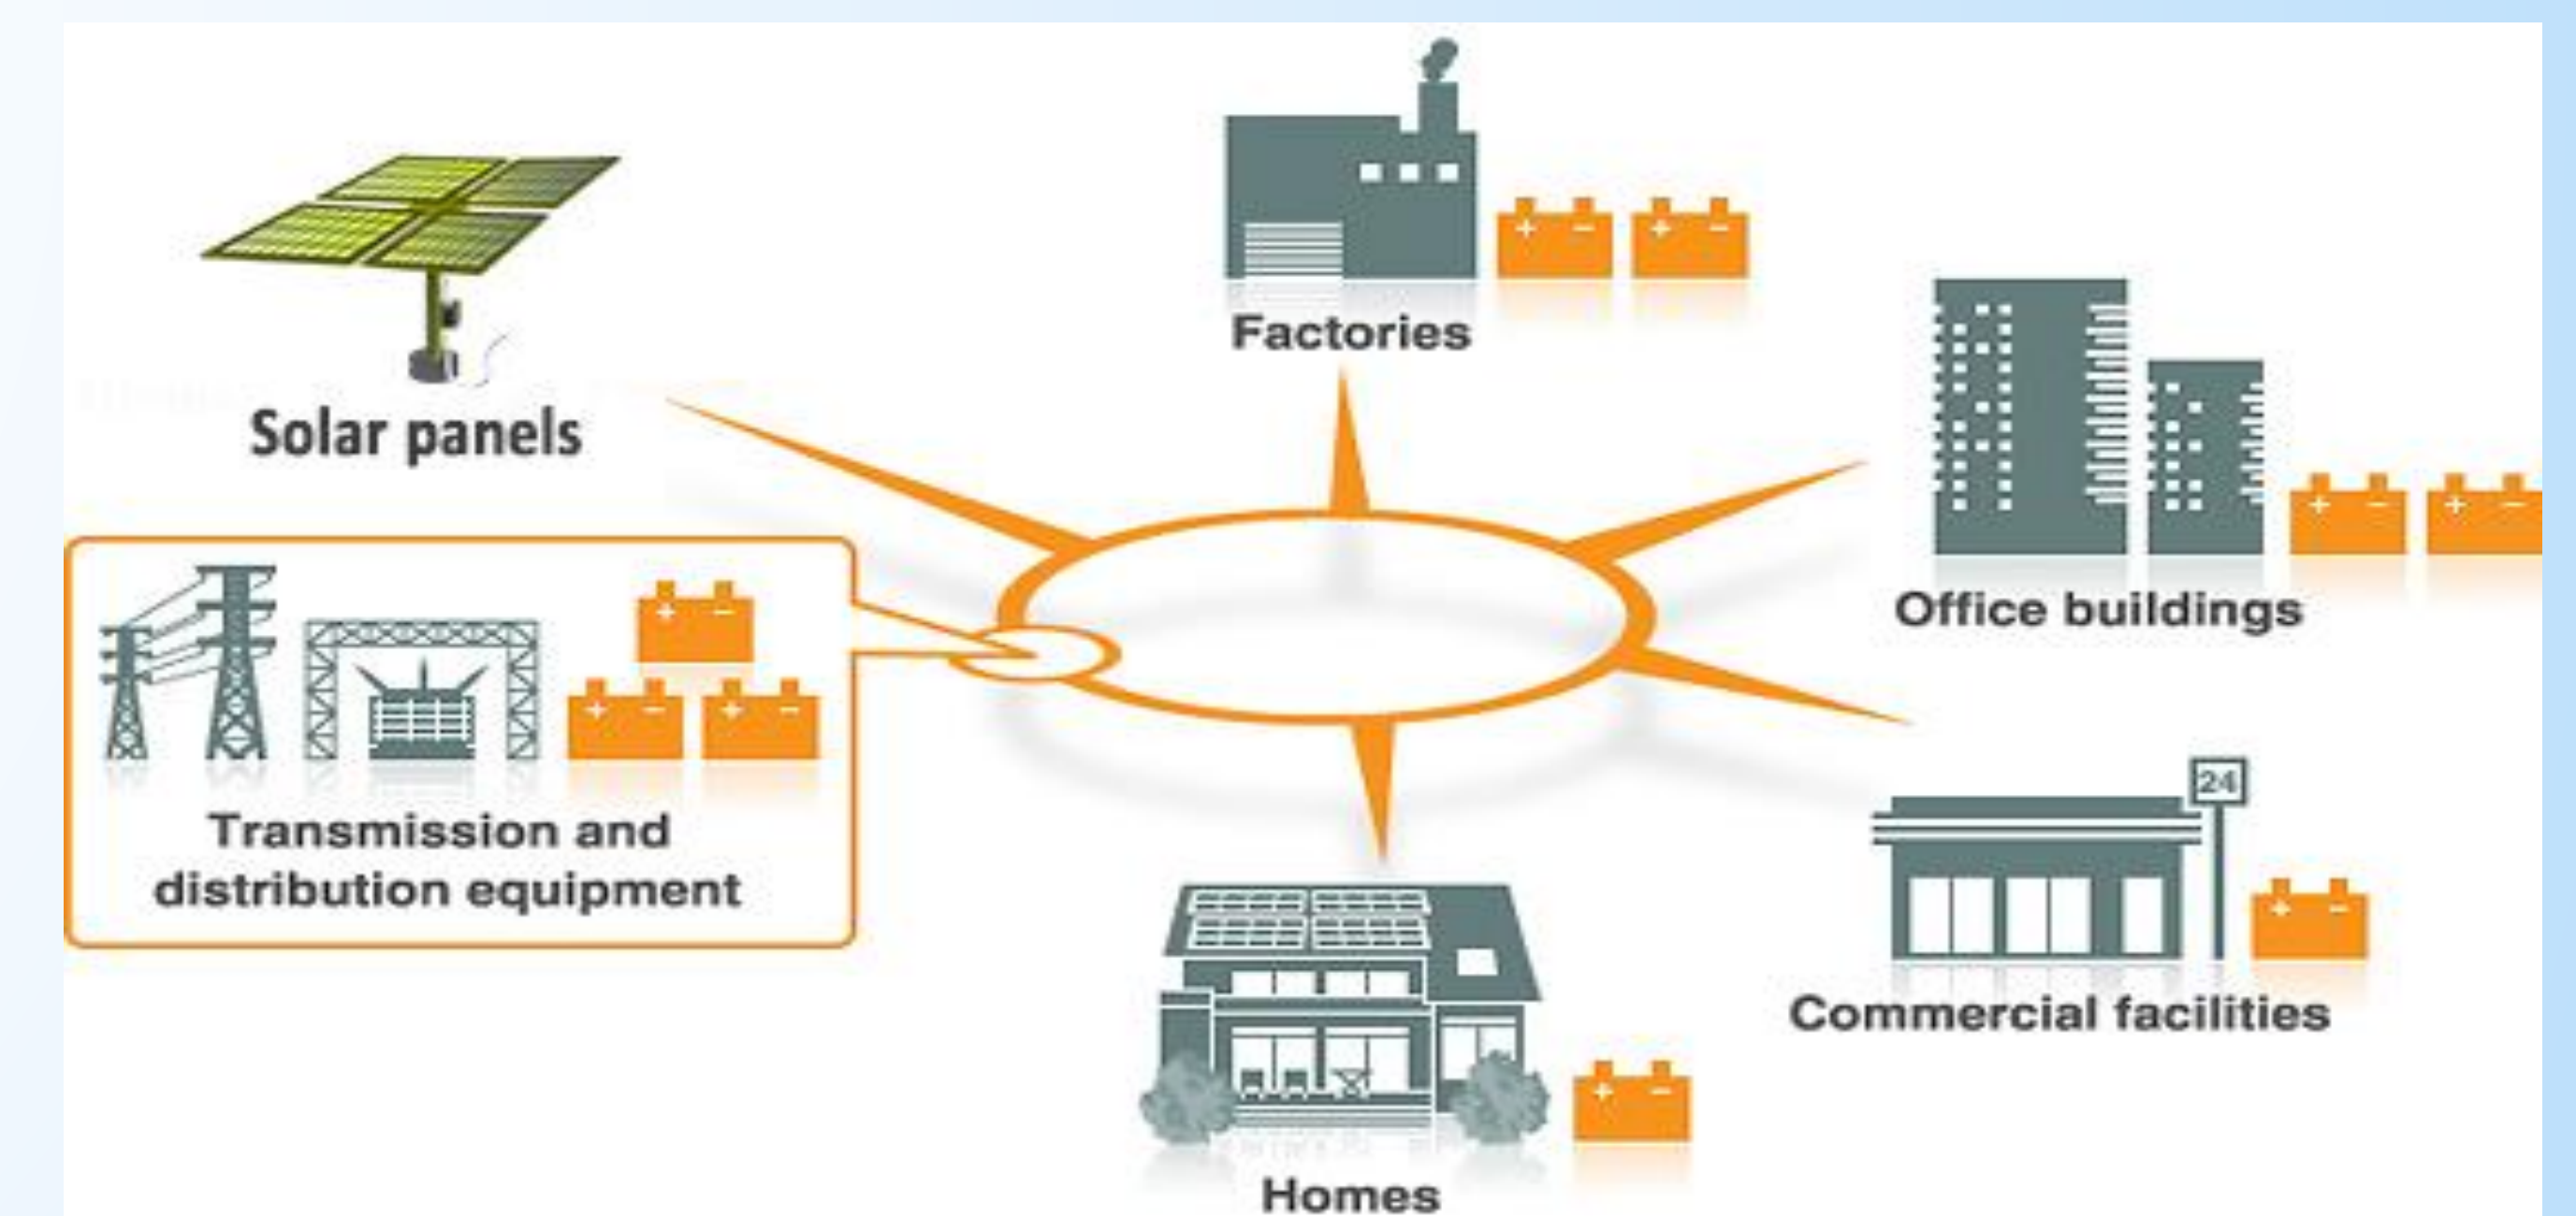 Factories
Solar panels
Office buildings
Transmission and
distribution equipment
24
Commercial facilities
Homes